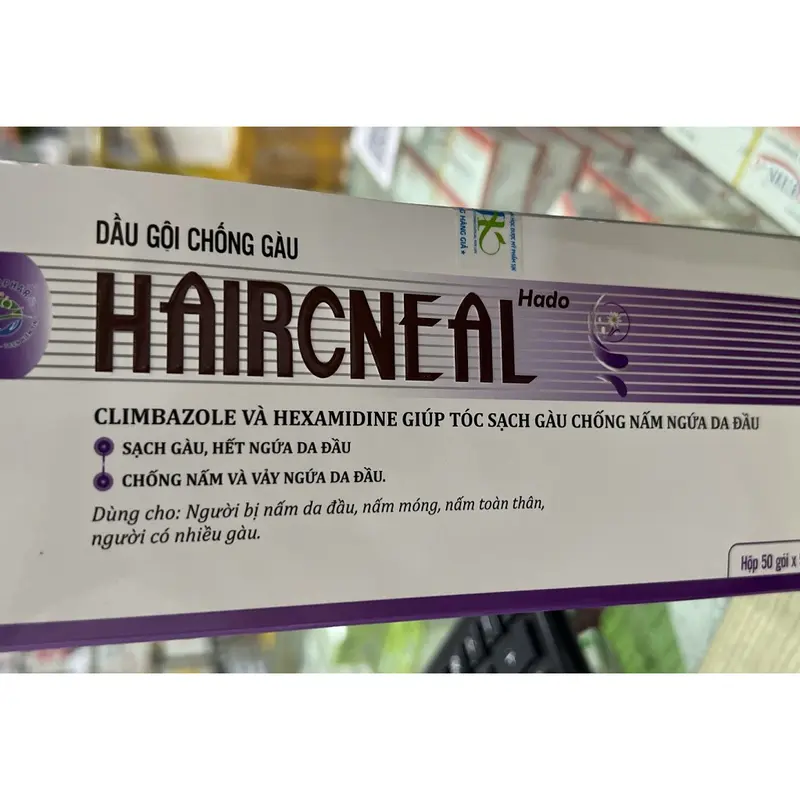 DẦU GỘI CHỐNG GÀU
HAIRCNEAL
Hado
CLIMBAZOLE VÀ HEXAMIDINE GIÚP TÓC SẠCH GÀU CHỐNG NẤM NGỨA DA ĐẦU
SẠCH GÀU, HẾT NGỨA DA ĐẦU
CHỐNG NẤM VÀ VẢY NGỨA DA ĐẦU.
Dùng cho: Người bị nấm da đầu, nấm móng, nấm toàn thân,
người có nhiều gàu.
Hộp 50 gói x